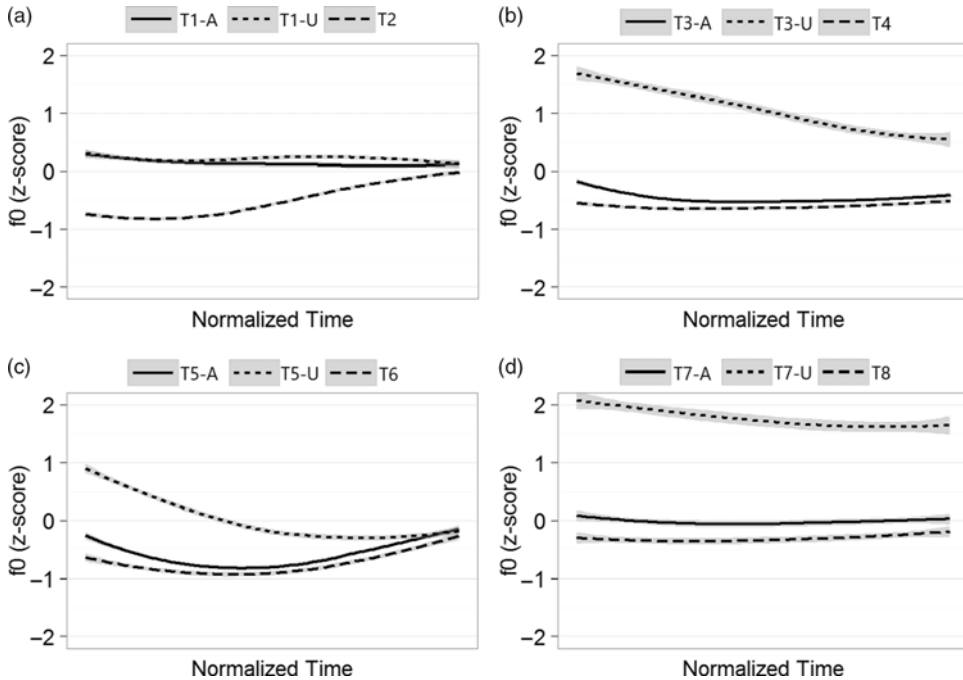 (a) T1-A T1-U T2
2
1
0
−1
−2
f0 (z-score)
Normalized Time
(b) T3-A T3-U T4
2
1
0
−1
−2
f0 (z-score)
Normalized Time
(c) T5-A T5-U T6
2
1
0
−1
−2
f0 (z-score)
Normalized Time
(d) T7-A T7-U T8
2
1
0
−1
−2
f0 (z-score)
Normalized Time